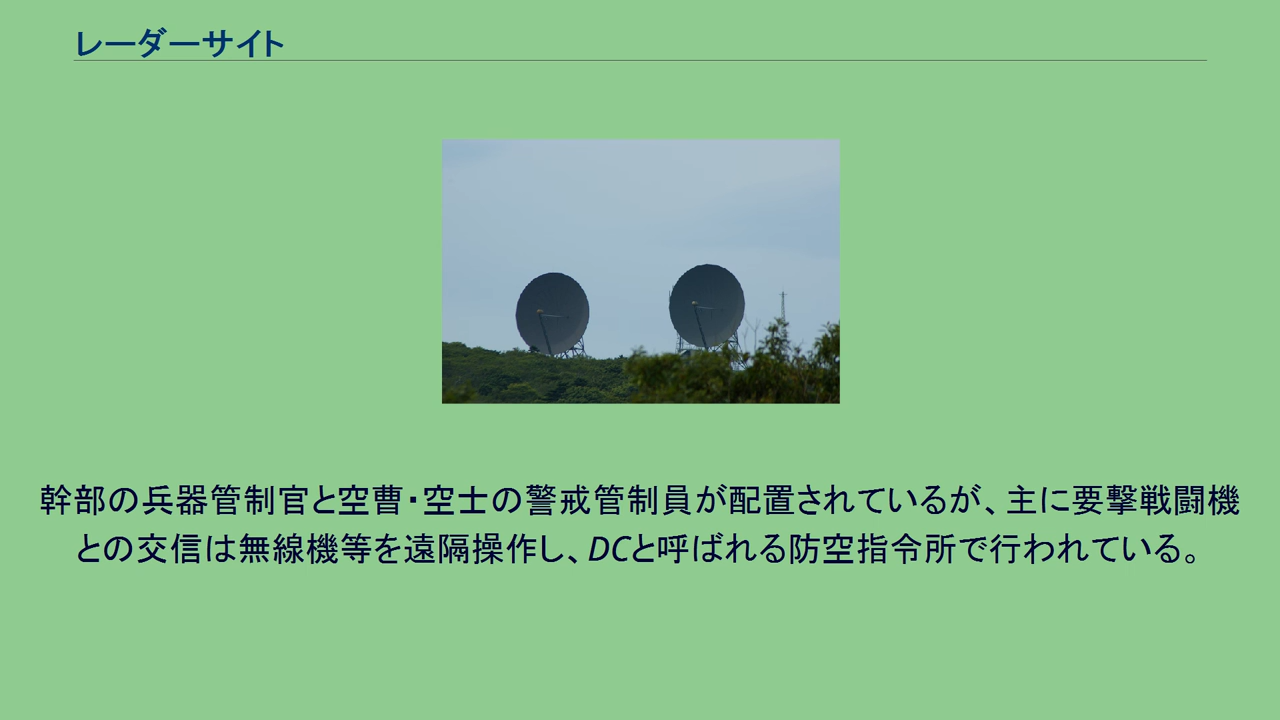 レーダーサイト
幹部の兵器管制官と空曹・空士の警戒管制員が配置されているが、主に要撃戦闘機
との交信は無線機等を遠隔操作し、DCと呼ばれる防空指令所で行われている。